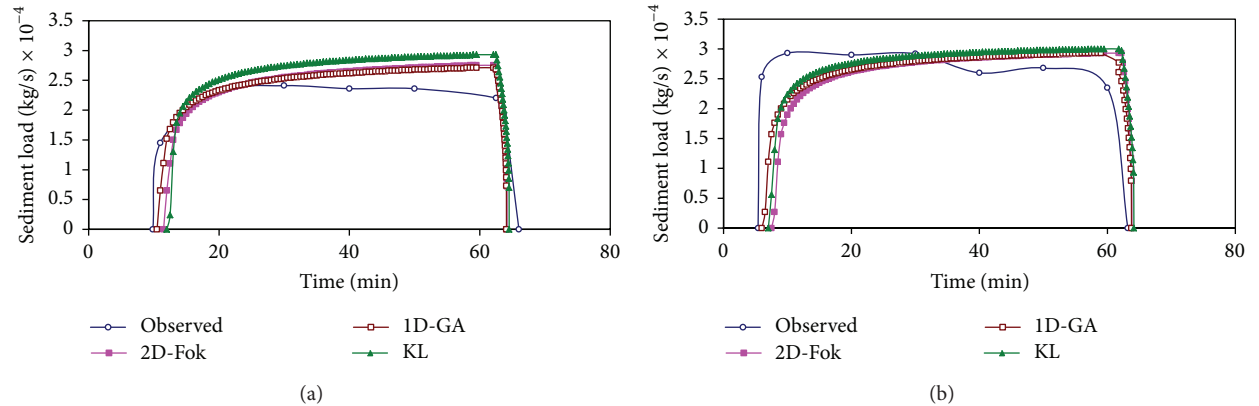 3.5
3
2.5
2
1.5
1
0.5
0
Sediment load (kg/s) × 10⁻⁴
0 20 40 60 80
Time (min)
Observed
1D-GA
2D-Fok
KL
(a)
3.5
3
2.5
2
1.5
1
0.5
0
Sediment load (kg/s) × 10⁻⁴
0 20 40 60 80
Time (min)
Observed
1D-GA
2D-Fok
KL
(b)